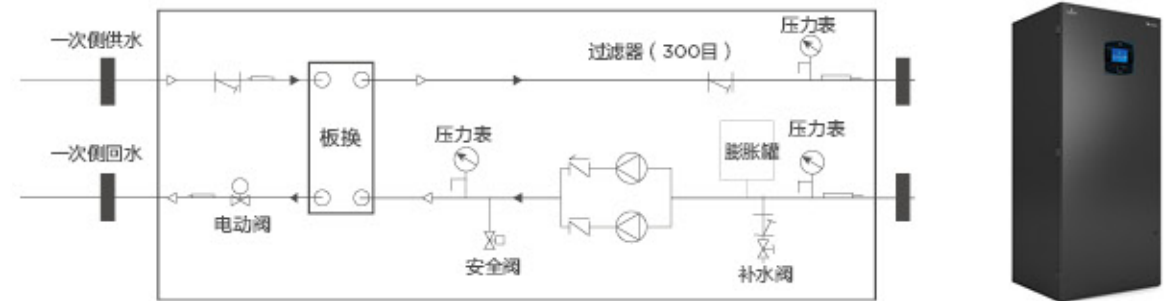 一次侧供水
过滤器（300目）
压力表
板换
一次侧回水
压力表
膨胀罐
压力表
电动阀
安全阀
补水阀